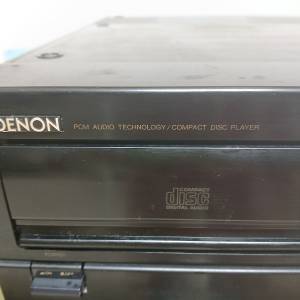 DENON PCM AUDIO TECHNOLOGY / COMPACT DISC PLAYER
COMPACT
disc
DIGITAL AUDIO